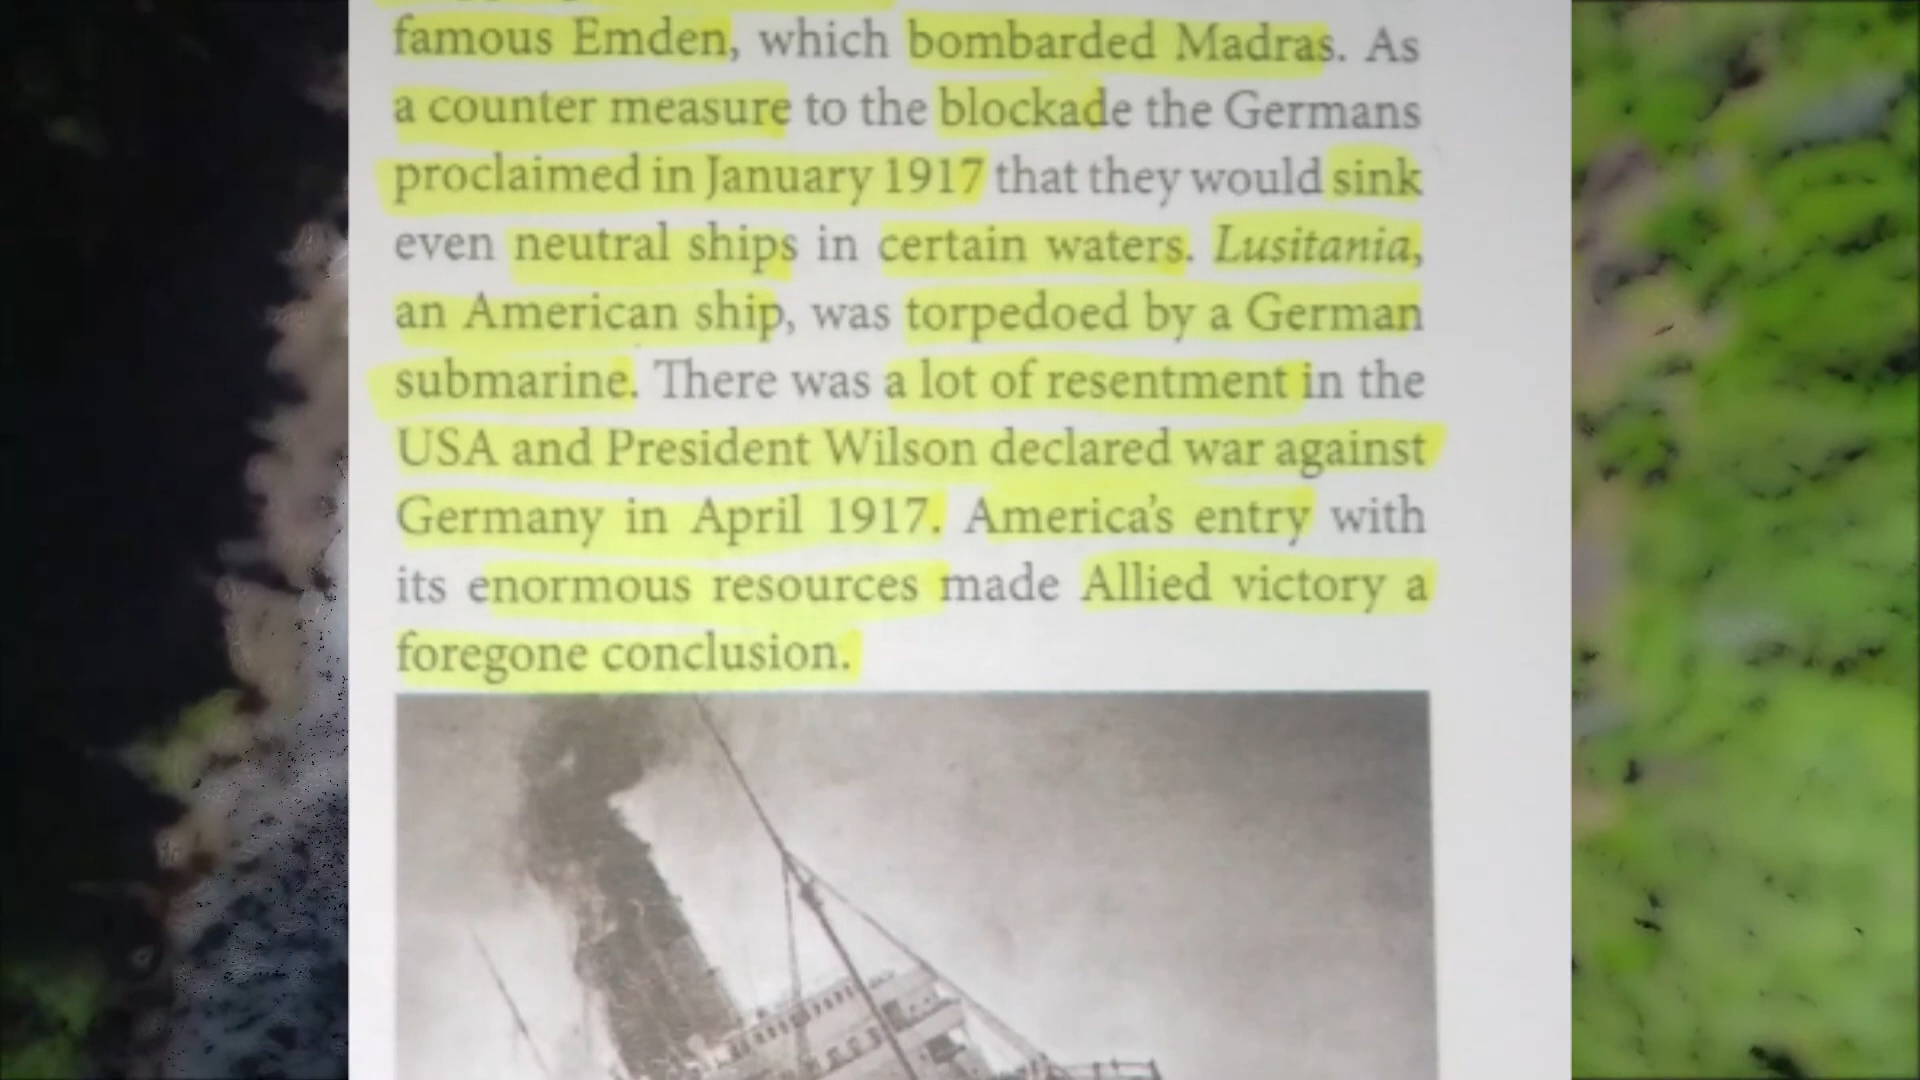 famous Emden, which bombarded Madras. As
a counter measure to the blockade the Germans
proclaimed in January 1917 that they would sink
even neutral ships in certain waters. Lusitania,
an American ship, was torpedoed by a German
submarine. There was a lot of resentment in the
USA and President Wilson declared war against
Germany in April 1917. America's entry with
its enormous resources made Allied victory a
foregone conclusion.